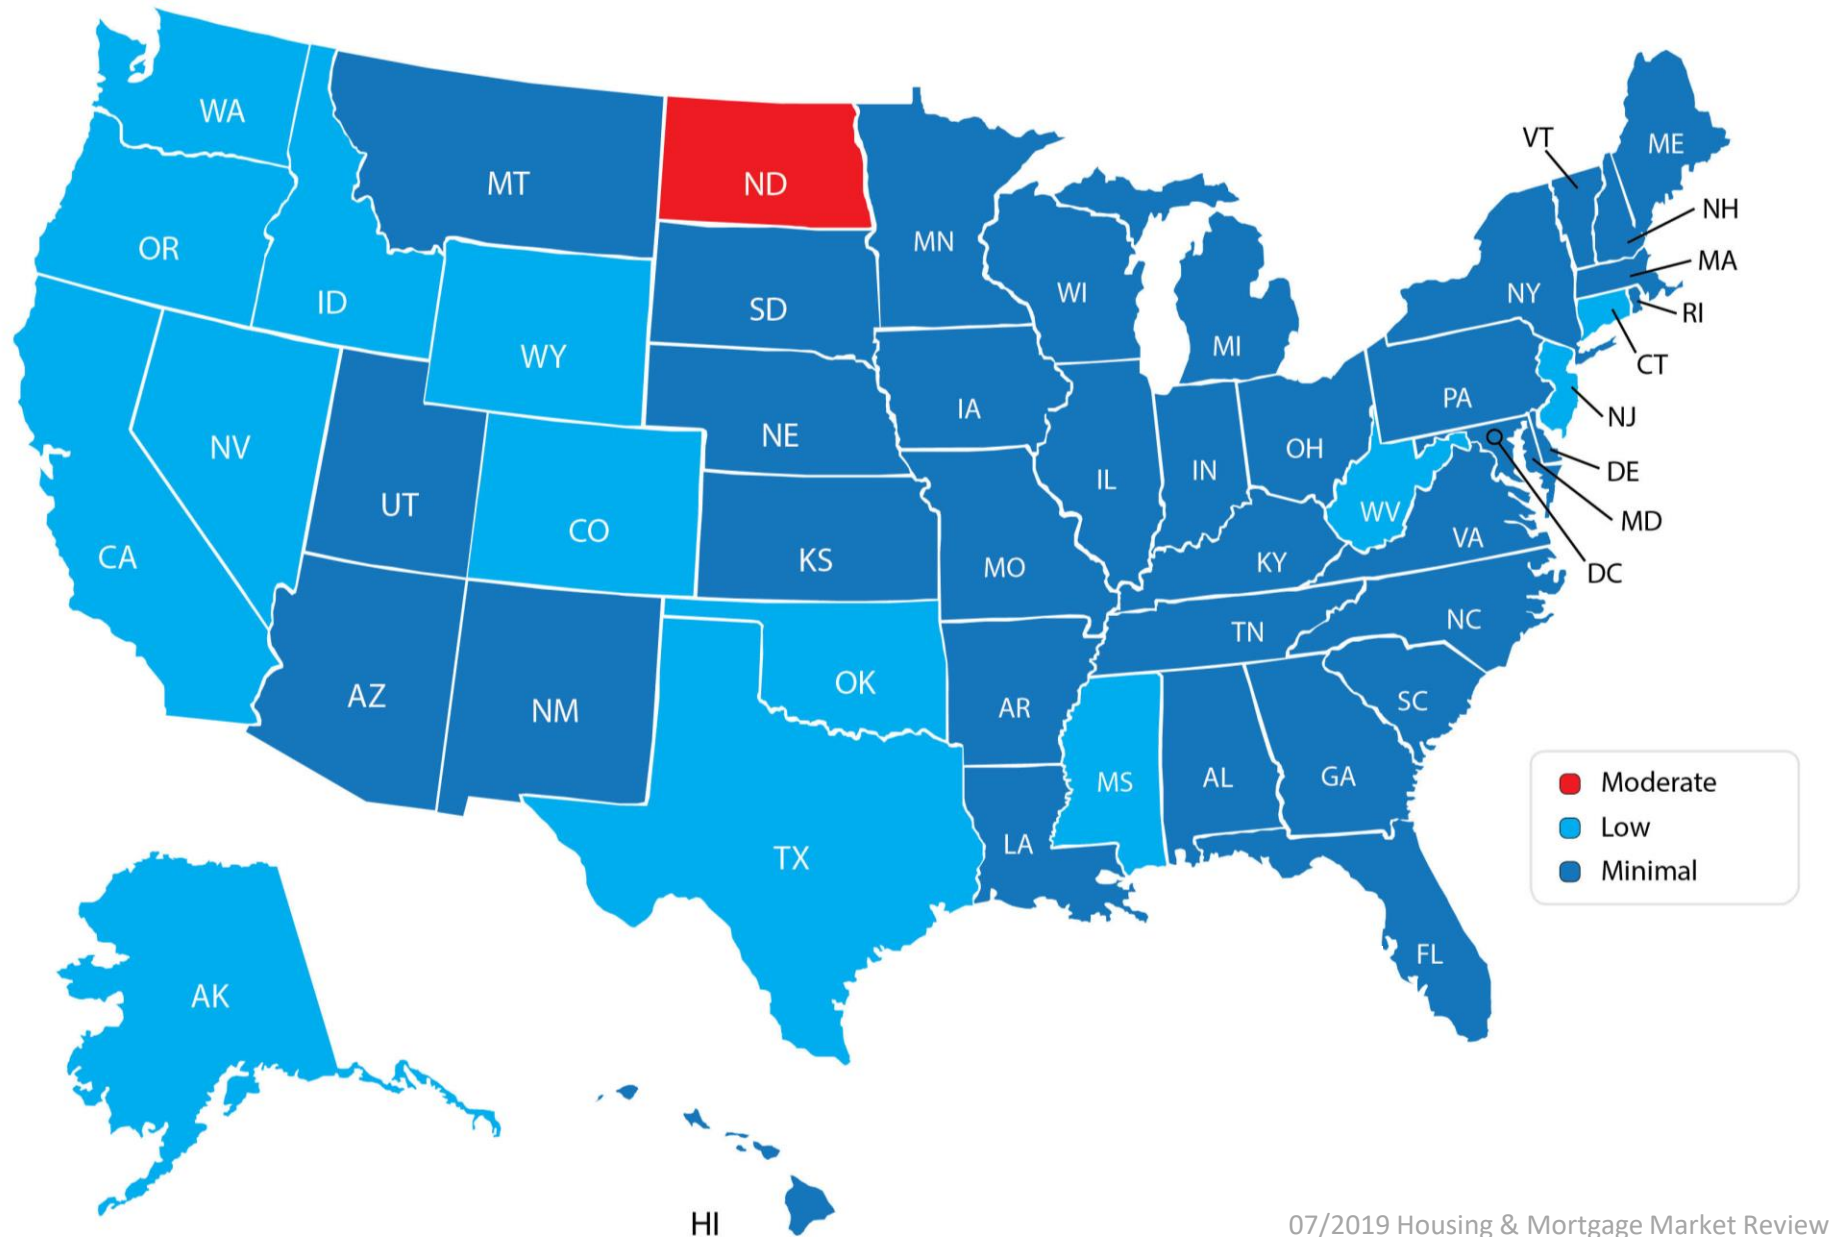 WA
VT
ME
MT
ND
NH
OR
MN
MA
ID
SD
WI
NY
RI
WY
MI
CT
IA
PA
NJ
NV
NE
OH
IL
IN
DE
UT
CO
WV
MD
CA
KS
MO
KY
VA
DC
TN
NC
AZ
NM
OK
AR
SC
MS
AL
GA
Moderate
Low
Minimal
TX
LA
FL
AK
HI
07/2019 Housing & Mortgage Market Review